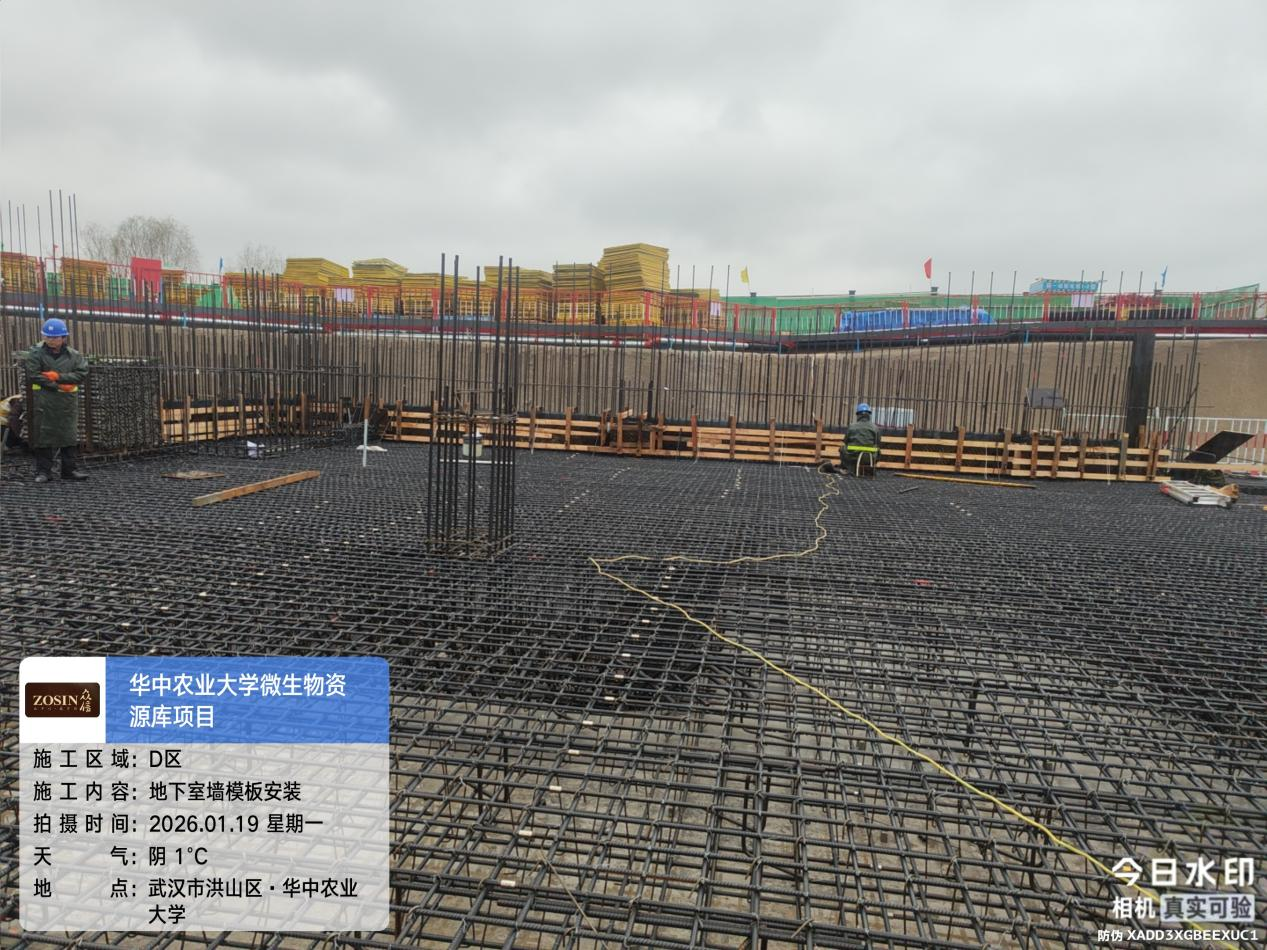 ZOSIN众信
华中农业大学微生物资
源库项目
施工区域：D区
施工内容：地下室墙模板安装
拍摄时间：2026.01.19 星期一
天气：阴 1℃
地点：武汉市洪山区·华中农业
大学
今日水印
相机 真实可验
防伪 XADD3XGBEEXUC1